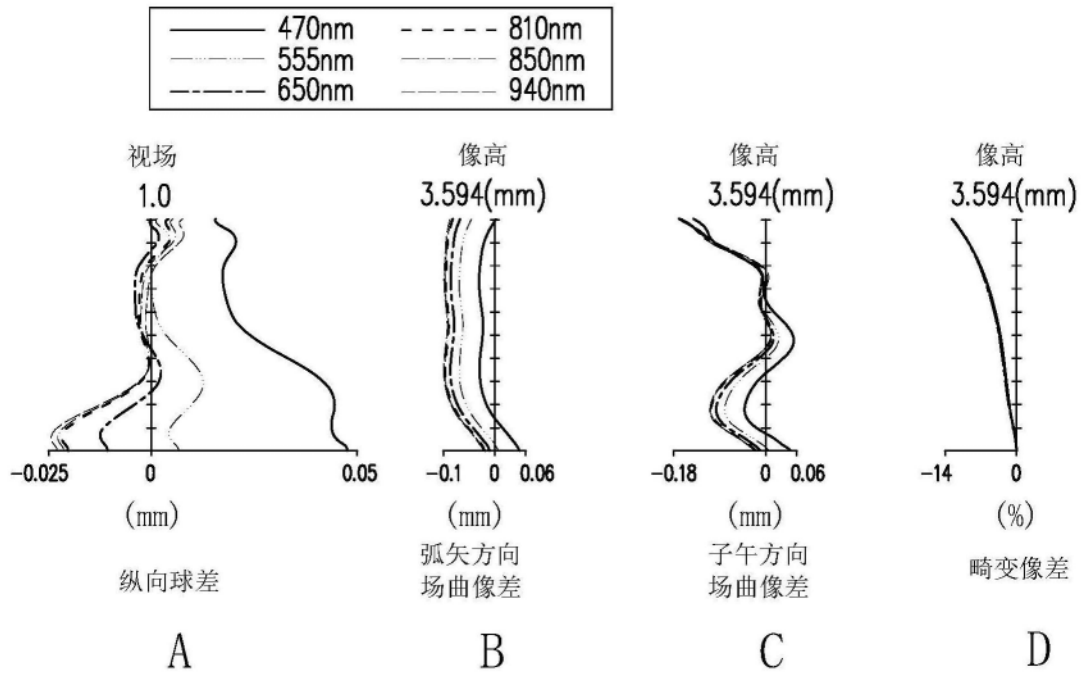 470nm 810nm
555nm 850nm
650nm 940nm
视场 像高 像高 像高
1.0 3.594(mm) 3.594(mm) 3.594(mm)
-0.025 0 0.05 -0.1 0 0.06 -0.18 0 0.06 -14 0
(mm) (mm) (mm) (%)
纵向球差 弧矢方向 子午方向 畸变像差
场曲像差 场曲像差
A B C D